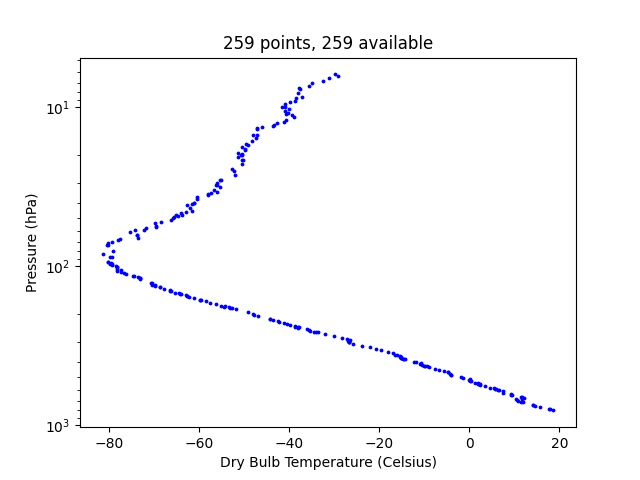 259 points, 259 available
Pressure (hPa)
10¹
10²
10³
−80 −60 −40 −20 0 20
Dry Bulb Temperature (Celsius)